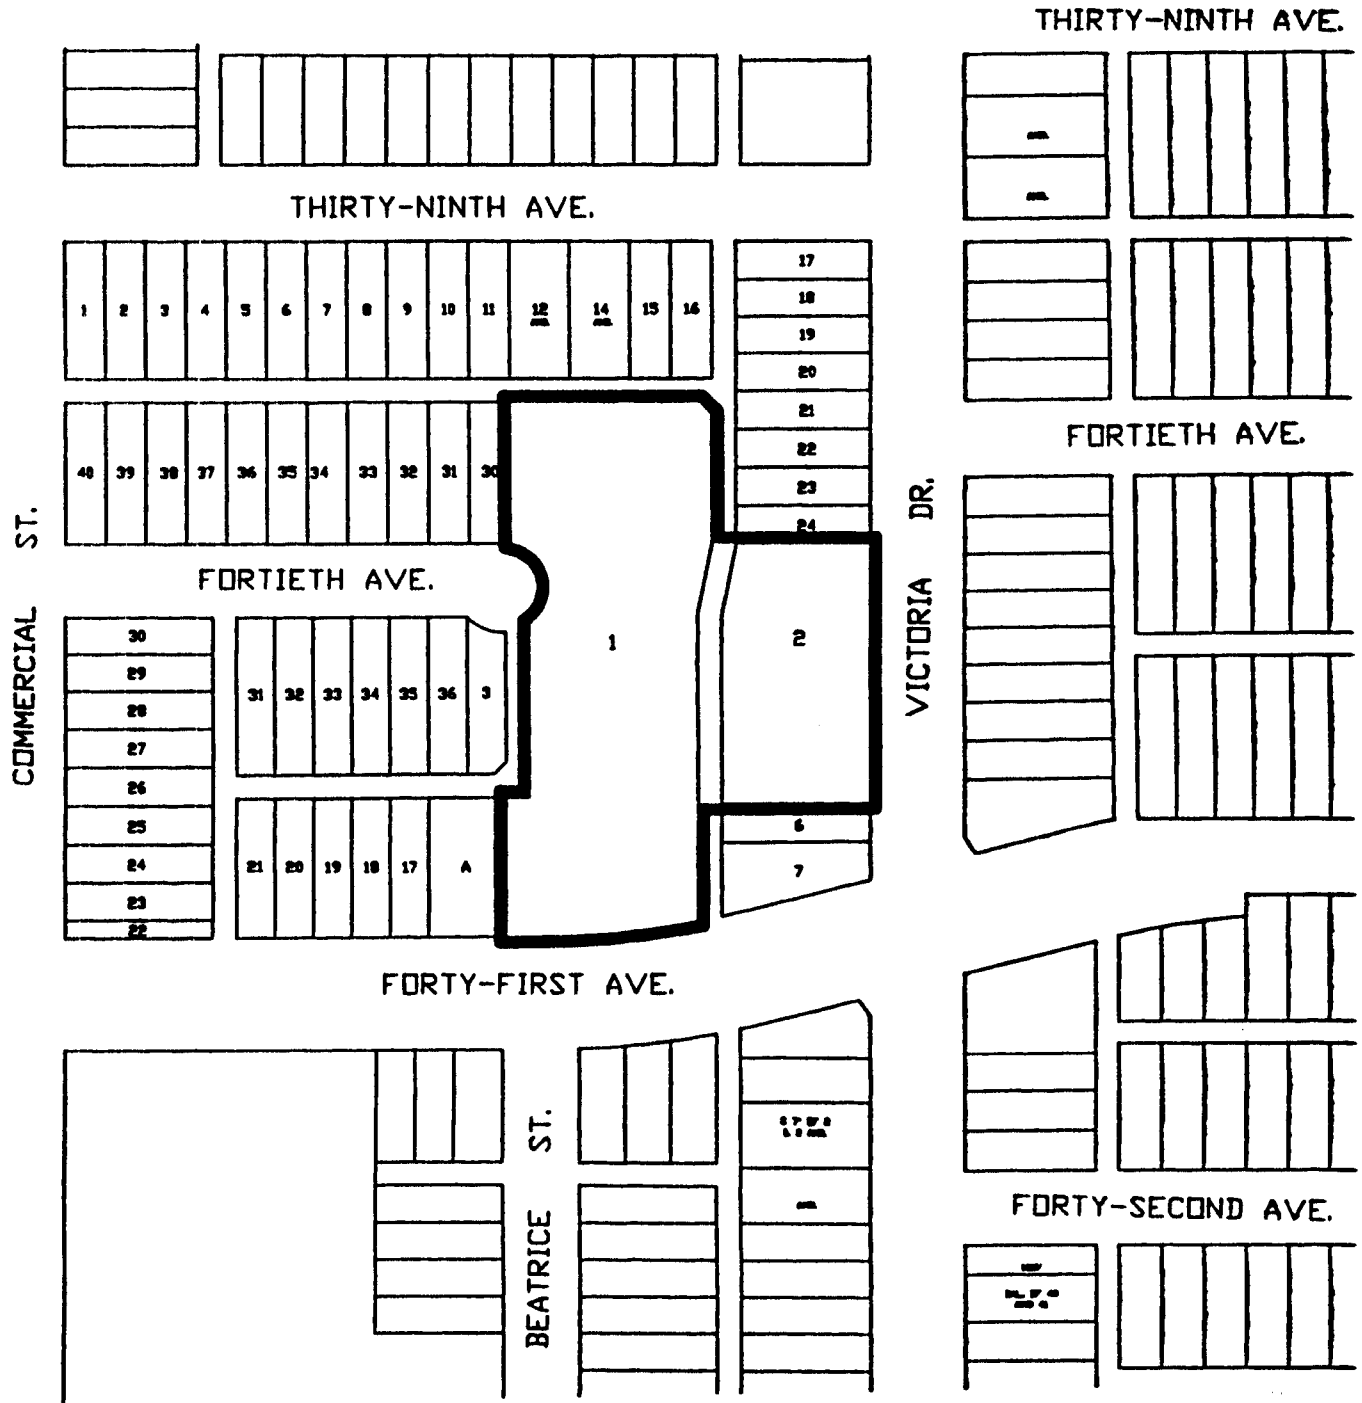 THIRTY-NINTH AVE.
THIRTY-NINTH AVE.
1 2 3 4 5 6 7 8 9 10 11 12 14 15 16
17
18
19
20
21
22
23
24
FORTIETH AVE.
40 39 38 37 36 35 34 33 32 31 30
COMMERCIAL ST.
FORTIETH AVE.
VICTORIA DR.
30
29
28
27
26
25
24
23
22
31 32 33 34 35 36 3
1
2
21 20 19 18 17 A
6
7
FORTY-FIRST AVE.
BEATRICE ST.
FORTY-SECOND AVE.